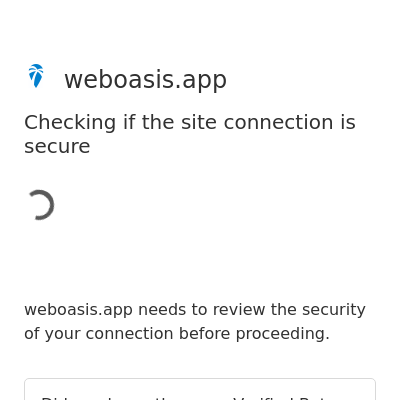 weboasis.app
Checking if the site connection is
secure
weboasis.app needs to review the security
of your connection before proceeding.